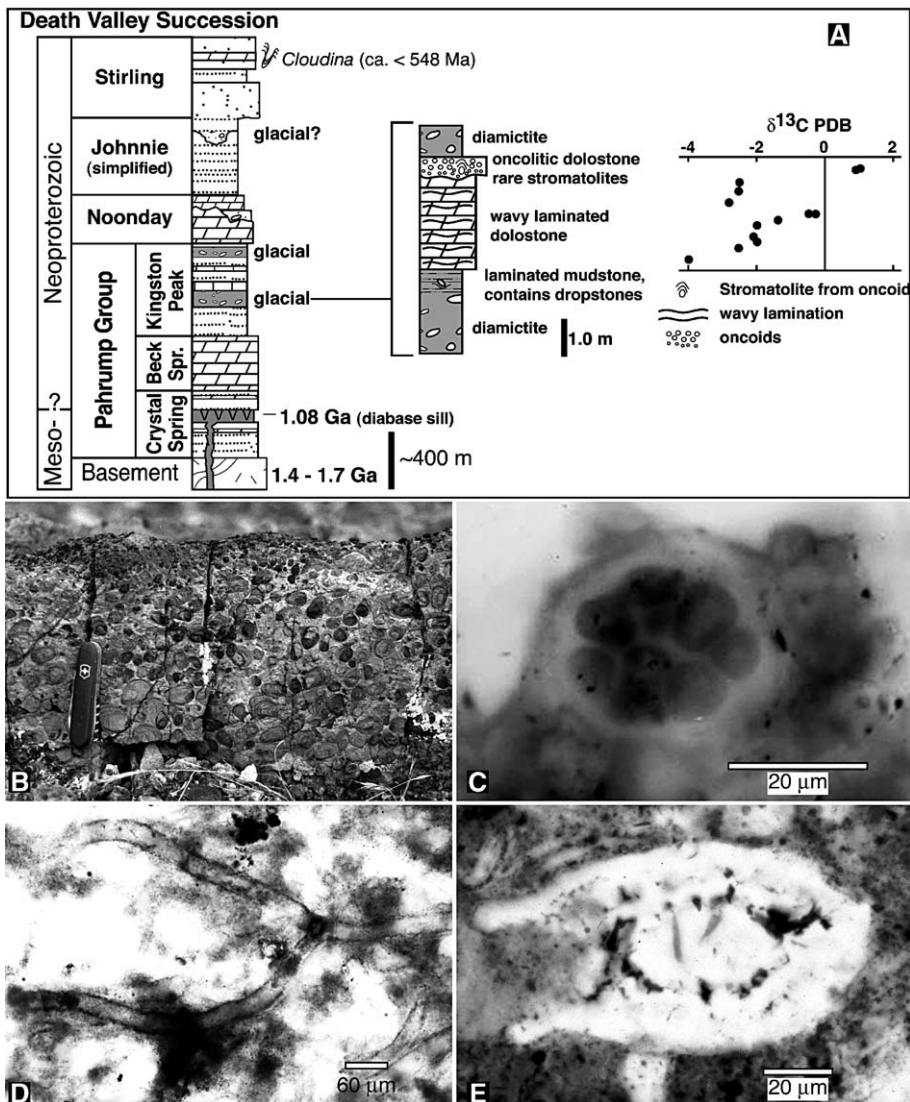 Death Valley Succession
A
Cloudina (ca. < 548 Ma)
Stirling
glacial?
Johnnie
(simplified)
Noonday
Neoproterozoic
Pahrump Group
Kingston
Peak
glacial
glacial
Beck
Spr.
Crystal
Spring
Meso- ?
1.08 Ga (diabase sill)
~400 m
Basement
1.4 - 1.7 Ga
diamictite
oncolitic dolostone
rare stromatolites
wavy laminated
dolostone
laminated mudstone,
contains dropstones
diamictite
1.0 m
δ13C PDB
-4 -2 0 2
Stromatolite from oncoid
wavy lamination
oncoids
B
C
20 μm
D
60 μm
E
20 μm